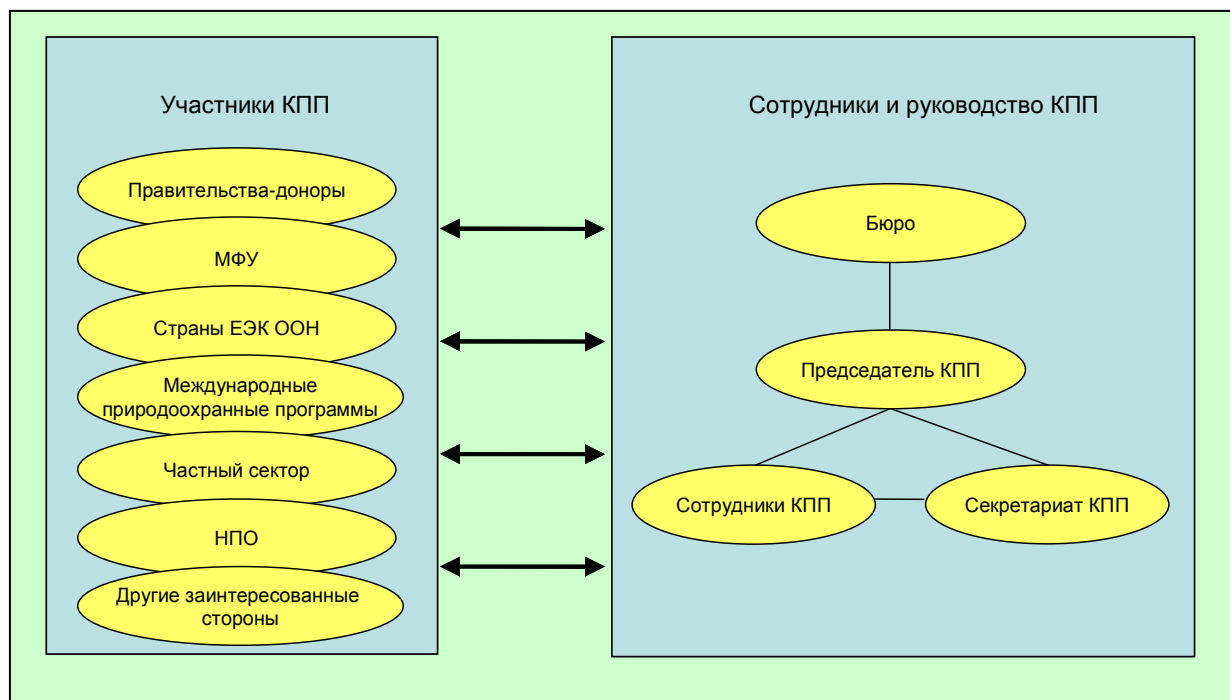 Участники КПП
Правительства-доноры
МФУ
Страны ЕЭК ООН
Международные
природоохранные программы
Частный сектор
НПО
Другие заинтересованные
стороны
Сотрудники и руководство КПП
Бюро
Председатель КПП
Сотрудники КПП
Секретариат КПП